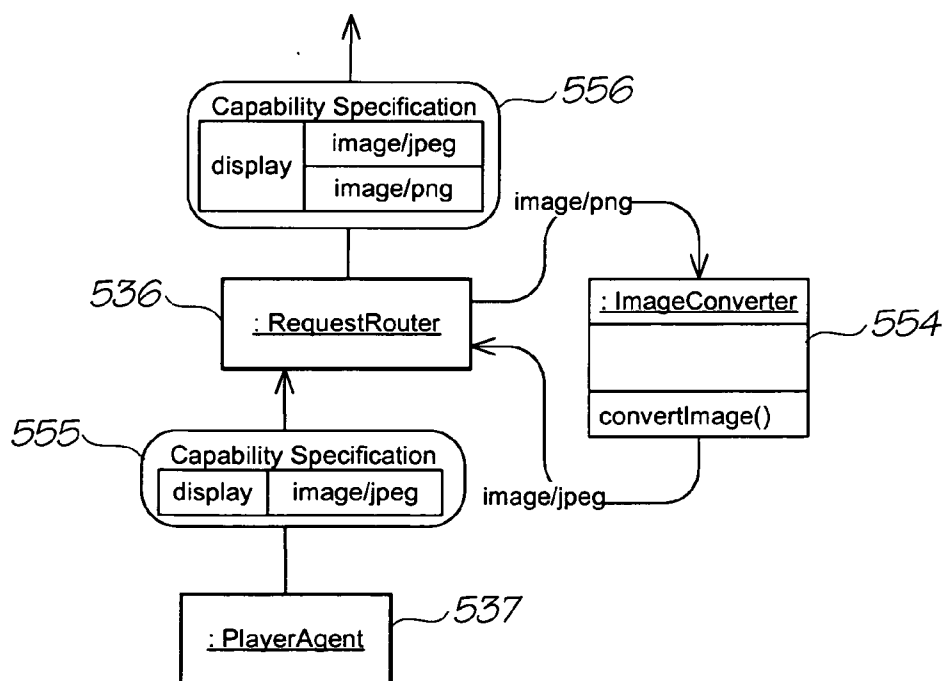 Capability Specification
556
display
image/jpeg
image/png
image/png
536
: RequestRouter
: ImageConverter
554
convertImage()
555
Capability Specification
display
image/jpeg
image/jpeg
537
: PlayerAgent